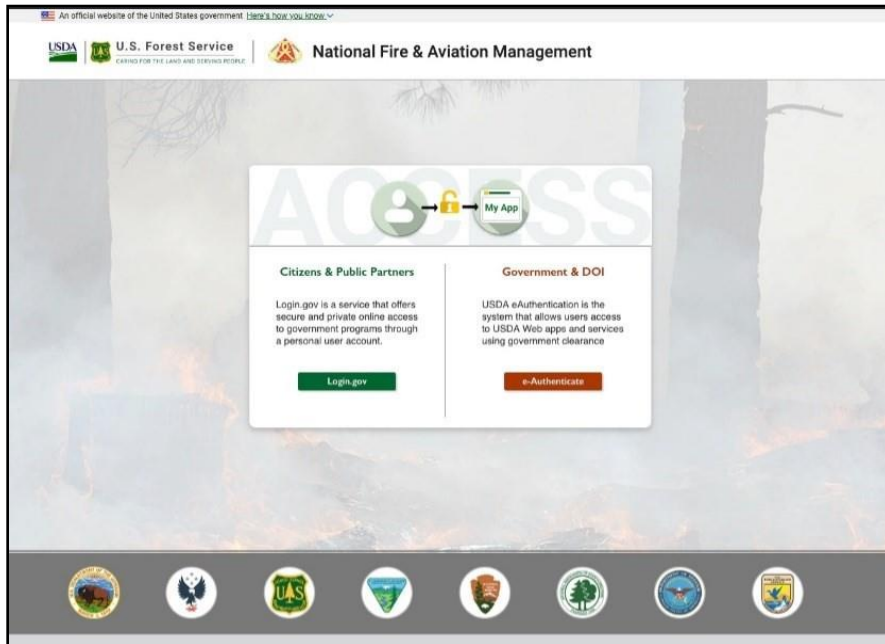 An official website of the United States government Here's how you know
USDA
UAS
U.S. Forest Service
CARING FOR THE LAND AND SERVING PEOPLE
National Fire & Aviation Management
ACCESS
My App
Citizens & Public Partners
Login.gov is a service that offers
secure and private online access
to government programs through
a personal user account.
Login.gov
Government & DOI
USDA eAuthentication is the
system that allows users access
to USDA Web apps and services
using government clearance
e-Authenticate
UAS